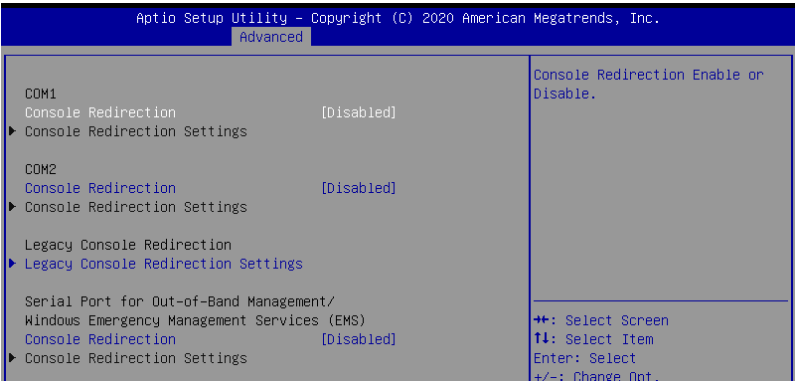 Aptio Setup Utility – Copyright (C) 2020 American Megatrends, Inc.
Advanced
COM1
Console Redirection [Disabled]
Console Redirection Settings
COM2
Console Redirection [Disabled]
Console Redirection Settings
Legacy Console Redirection
Legacy Console Redirection Settings
Serial Port for Out-of-Band Management/
Windows Emergency Management Services (EMS)
Console Redirection [Disabled]
Console Redirection Settings
Console Redirection Enable or
Disable.
→←: Select Screen
↑↓: Select Item
Enter: Select
+/-: Change Opt.